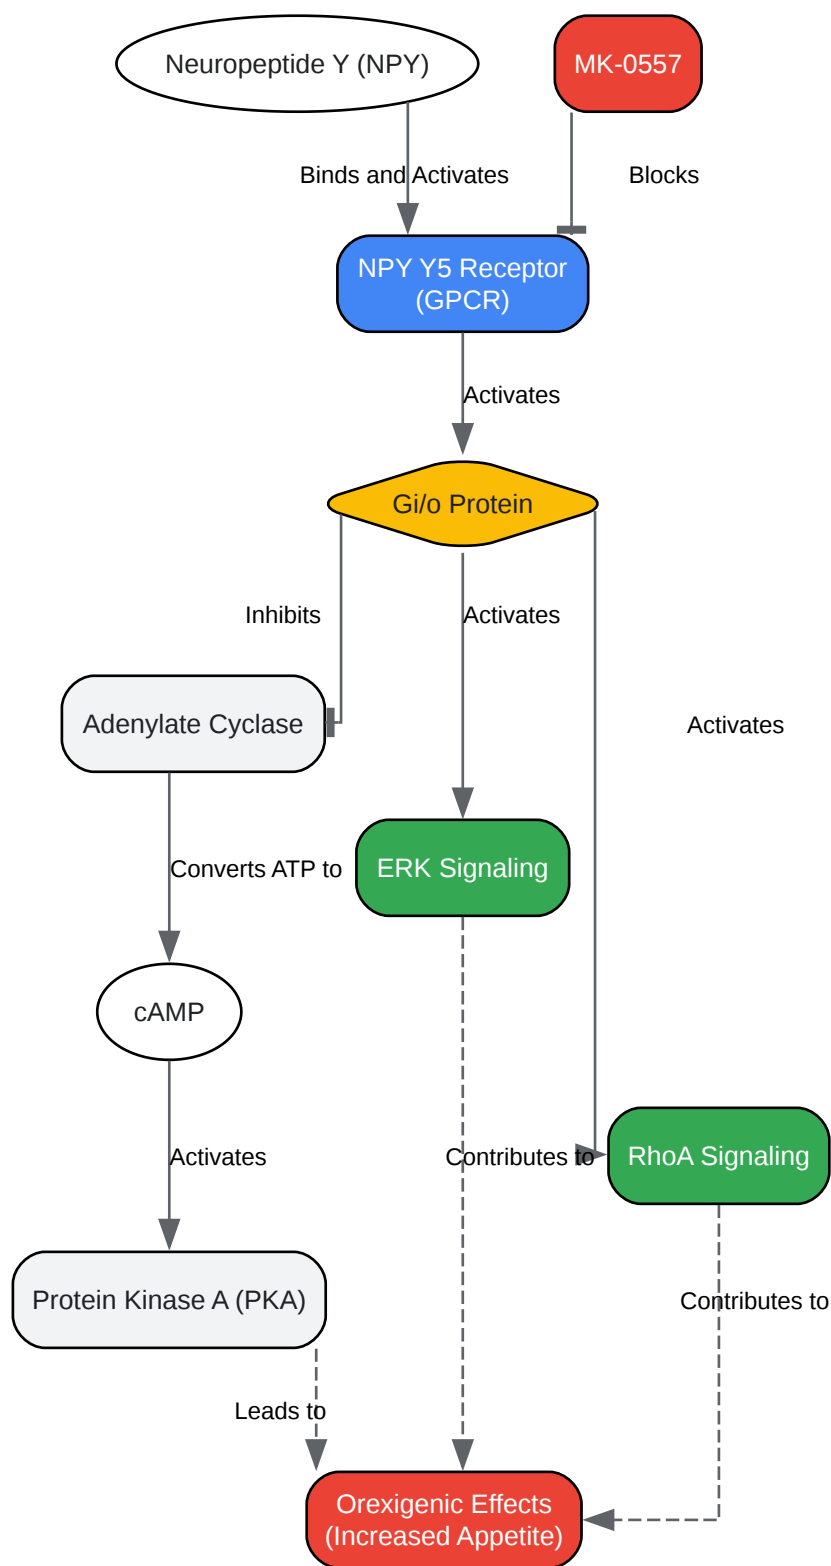 Neuropeptide Y (NPY)
MK-0557
Binds and Activates
Blocks
NPY Y5 Receptor
(GPCR)
Activates
Gi/o Protein
Inhibits
Activates
Adenylate Cyclase
Activates
Converts ATP to
ERK Signaling
cAMP
Activates
Contributes to
RhoA Signaling
Protein Kinase A (PKA)
Contributes to
Leads to
Orexigenic Effects
(Increased Appetite)